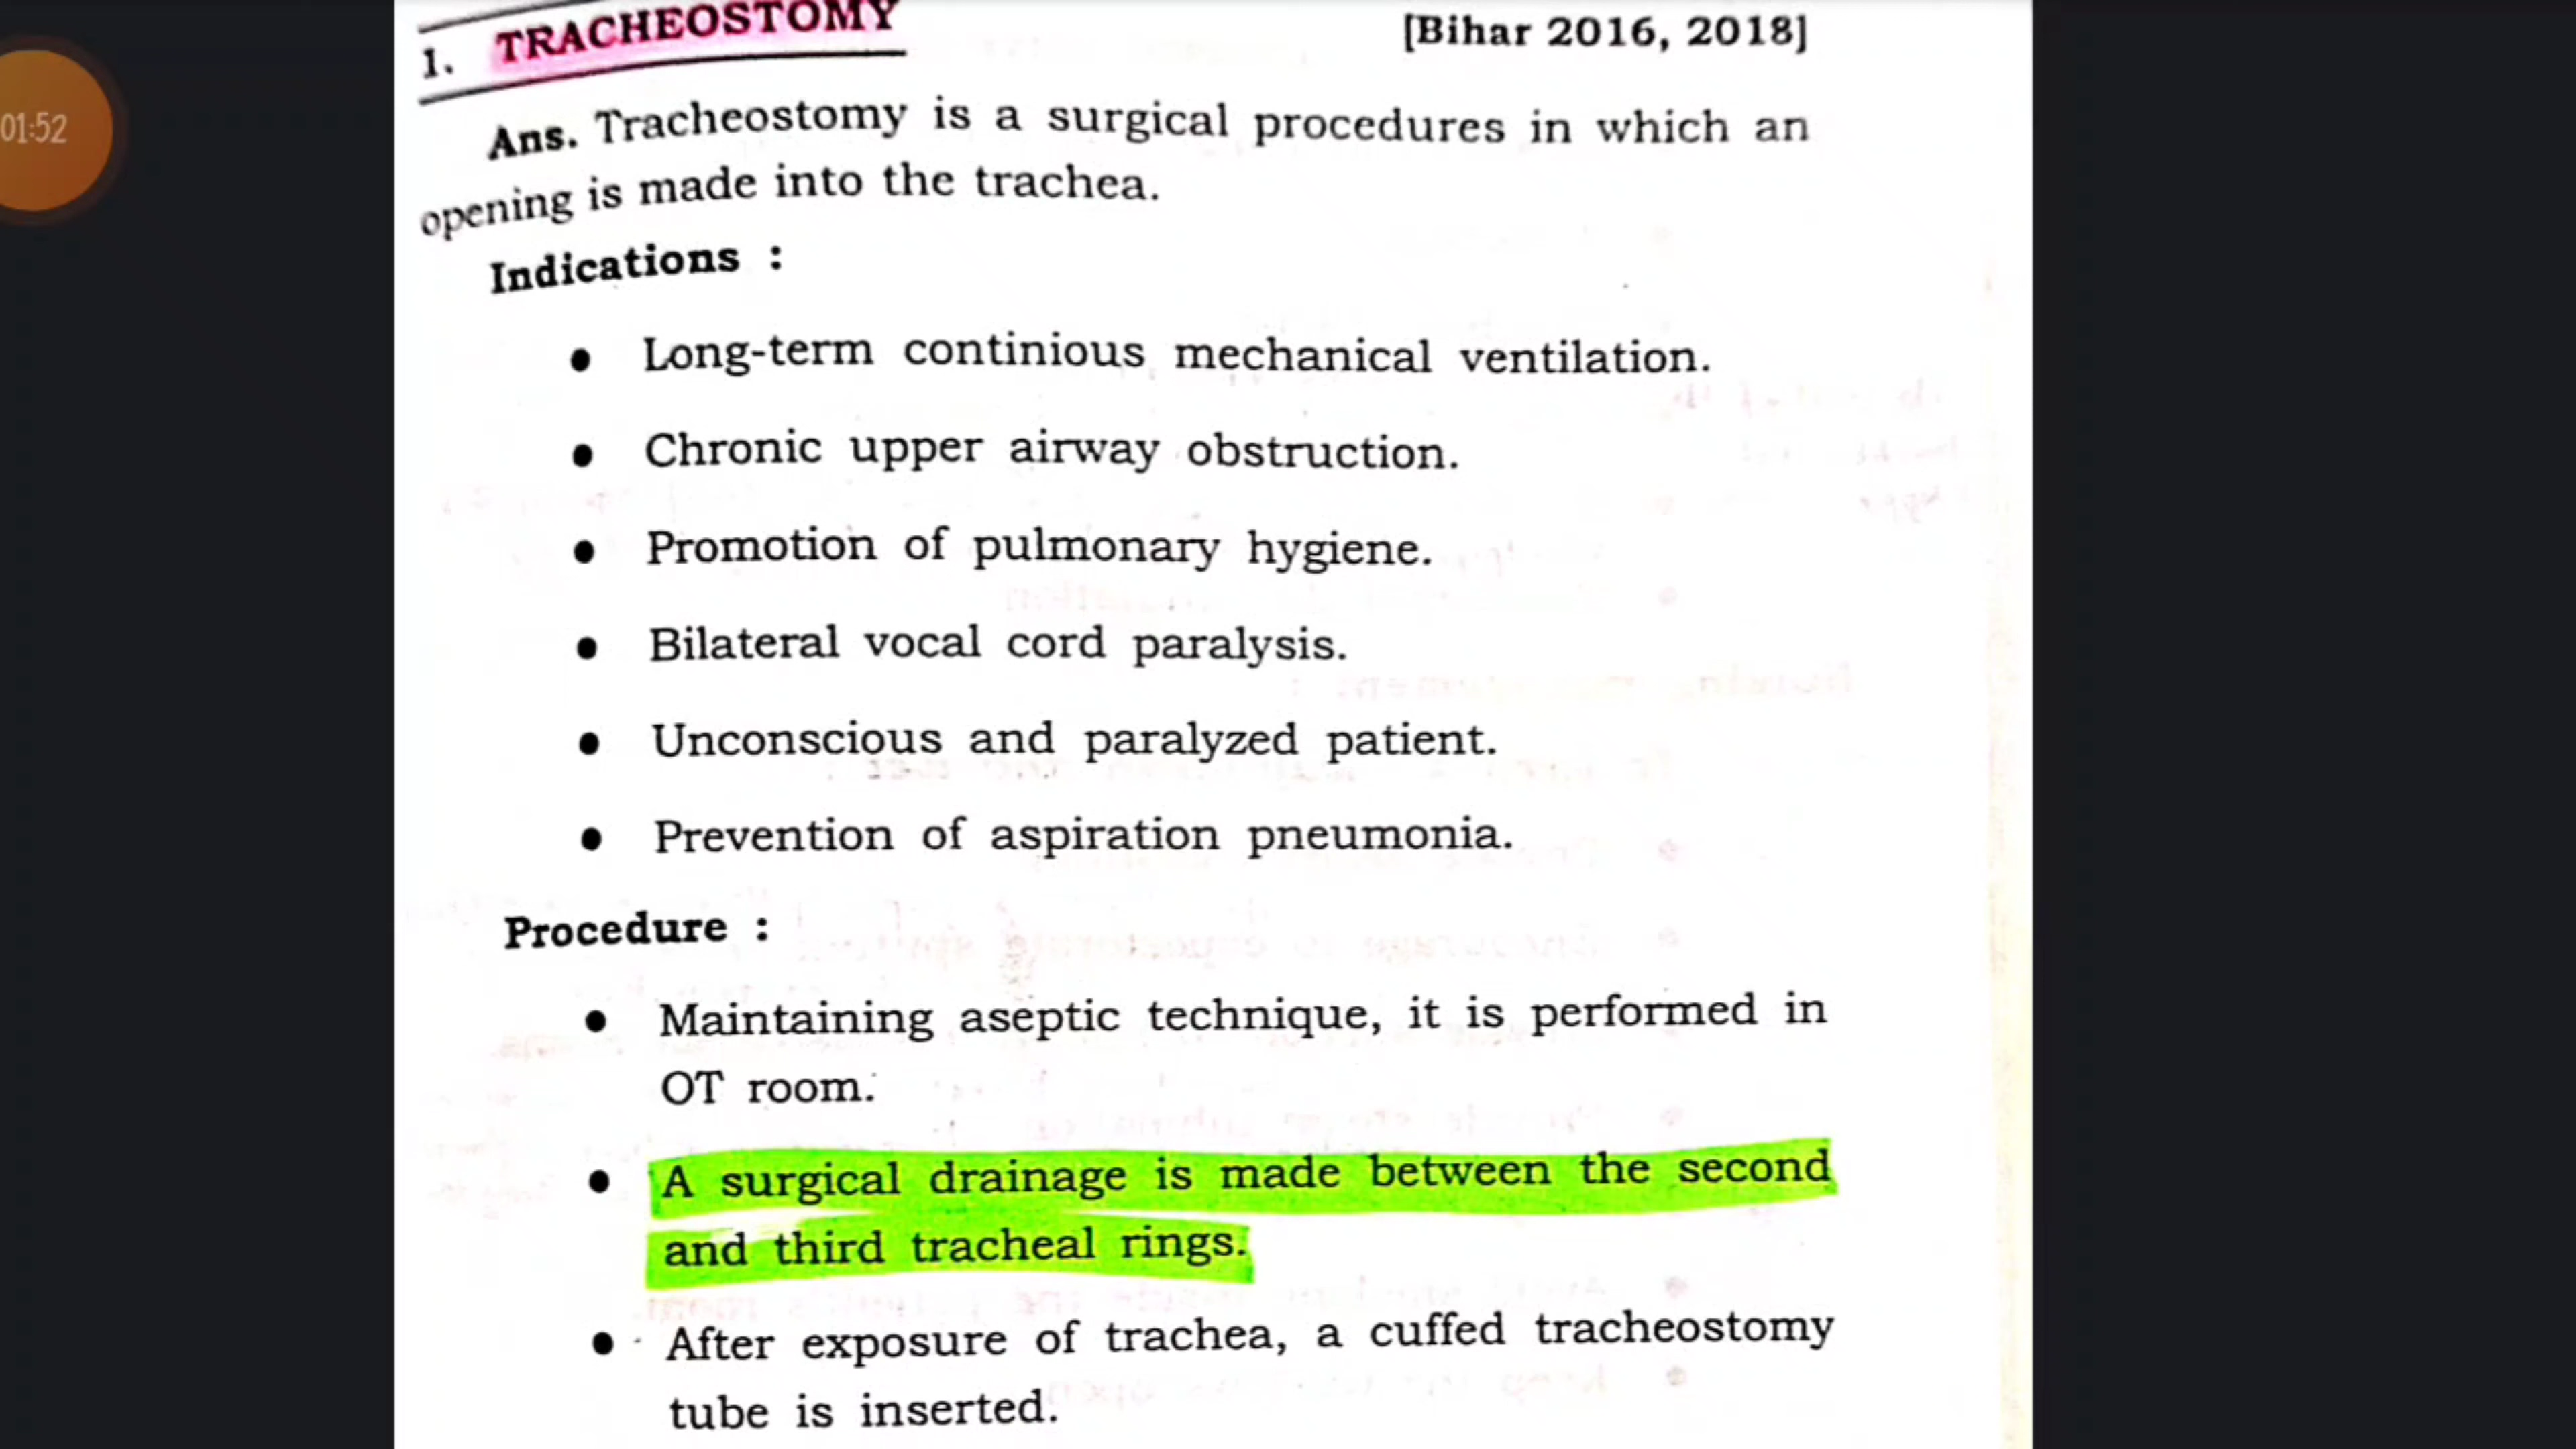 1. TRACHEOSTOMY [Bihar 2016, 2018]
01:52
Ans. Tracheostomy is a surgical procedures in which an
opening is made into the trachea.
Indications :
• Long-term continious mechanical ventilation.
• Chronic upper airway obstruction.
• Promotion of pulmonary hygiene.
• Bilateral vocal cord paralysis.
• Unconscious and paralyzed patient.
• Prevention of aspiration pneumonia.
Procedure :
• Maintaining aseptic technique, it is performed in
OT room.
• A surgical drainage is made between the second
and third tracheal rings.
• After exposure of trachea, a cuffed tracheostomy
tube is inserted.